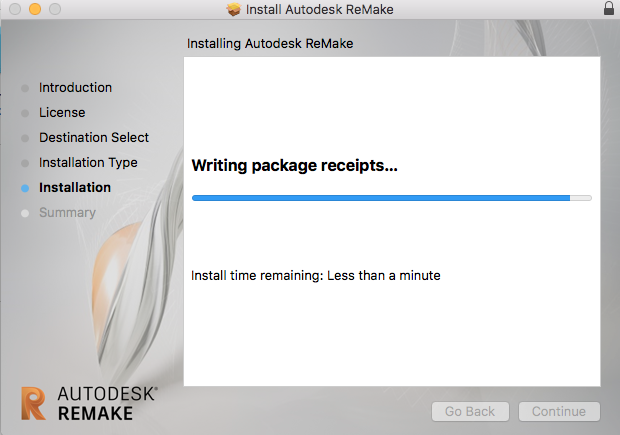 Install Autodesk ReMake
Installing Autodesk ReMake
Introduction
License
Destination Select
Installation Type
Installation
Summary
Writing package receipts...
Install time remaining: Less than a minute
AUTODESK®
REMAKE
Go Back
Continue